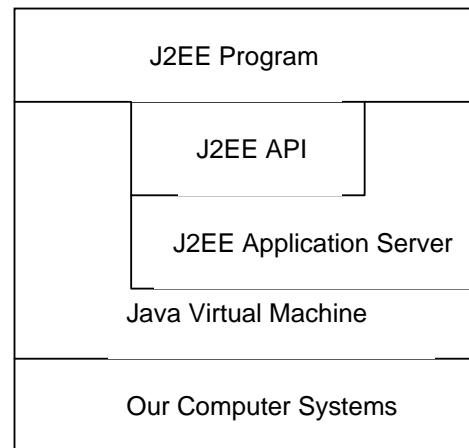 J2EE Program
J2EE API
J2EE Application Server
Java Virtual Machine
Our Computer Systems